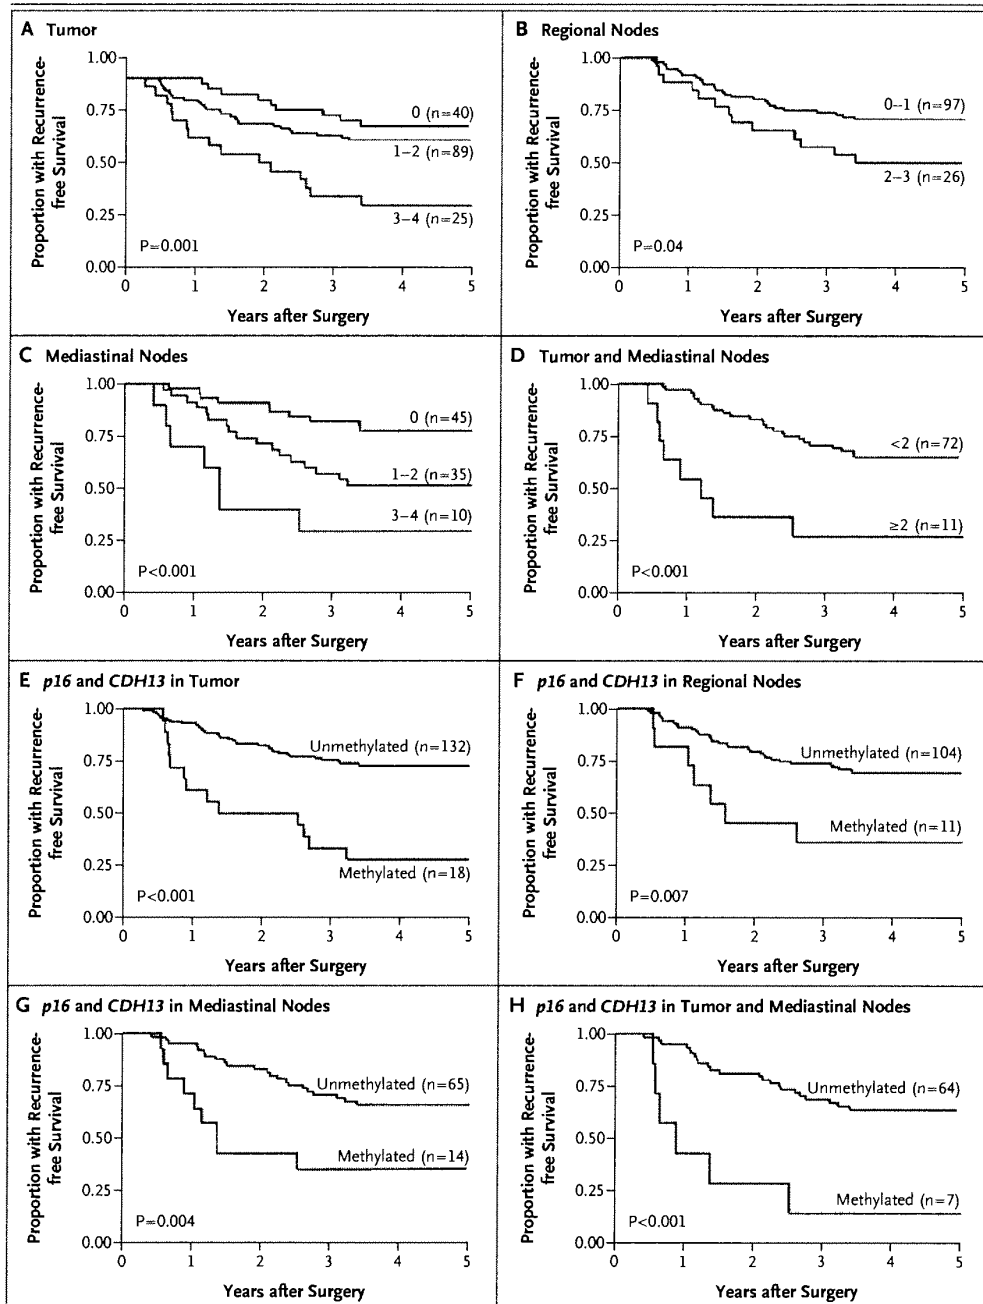 A Tumor
Proportion with Recurrence-
free Survival
1.00
0.75
0.50
0.25
0.00
0 (n=40)
1–2 (n=89)
3–4 (n=25)
P=0.001
0 1 2 3 4 5
Years after Surgery
B Regional Nodes
Proportion with Recurrence-
free Survival
1.00
0.75
0.50
0.25
0.00
0–1 (n=97)
2–3 (n=26)
P=0.04
0 1 2 3 4 5
Years after Surgery
C Mediastinal Nodes
Proportion with Recurrence-
free Survival
1.00
0.75
0.50
0.25
0.00
0 (n=45)
1–2 (n=35)
3–4 (n=10)
P<0.001
0 1 2 3 4 5
Years after Surgery
D Tumor and Mediastinal Nodes
Proportion with Recurrence-
free Survival
1.00
0.75
0.50
0.25
0.00
<2 (n=72)
≥2 (n=11)
P<0.001
0 1 2 3 4 5
Years after Surgery
E p16 and CDH13 in Tumor
Proportion with Recurrence-
free Survival
1.00
0.75
0.50
0.25
0.00
Unmethylated (n=132)
Methylated (n=18)
P<0.001
0 1 2 3 4 5
Years after Surgery
F p16 and CDH13 in Regional Nodes
Proportion with Recurrence-
free Survival
1.00
0.75
0.50
0.25
0.00
Unmethylated (n=104)
Methylated (n=11)
P=0.007
0 1 2 3 4 5
Years after Surgery
G p16 and CDH13 in Mediastinal Nodes
Proportion with Recurrence-
free Survival
1.00
0.75
0.50
0.25
0.00
Unmethylated (n=65)
Methylated (n=14)
P=0.004
0 1 2 3 4 5
Years after Surgery
H p16 and CDH13 in Tumor and Mediastinal Nodes
Proportion with Recurrence-
free Survival
1.00
0.75
0.50
0.25
0.00
Unmethylated (n=64)
Methylated (n=7)
P<0.001
0 1 2 3 4 5
Years after Surgery